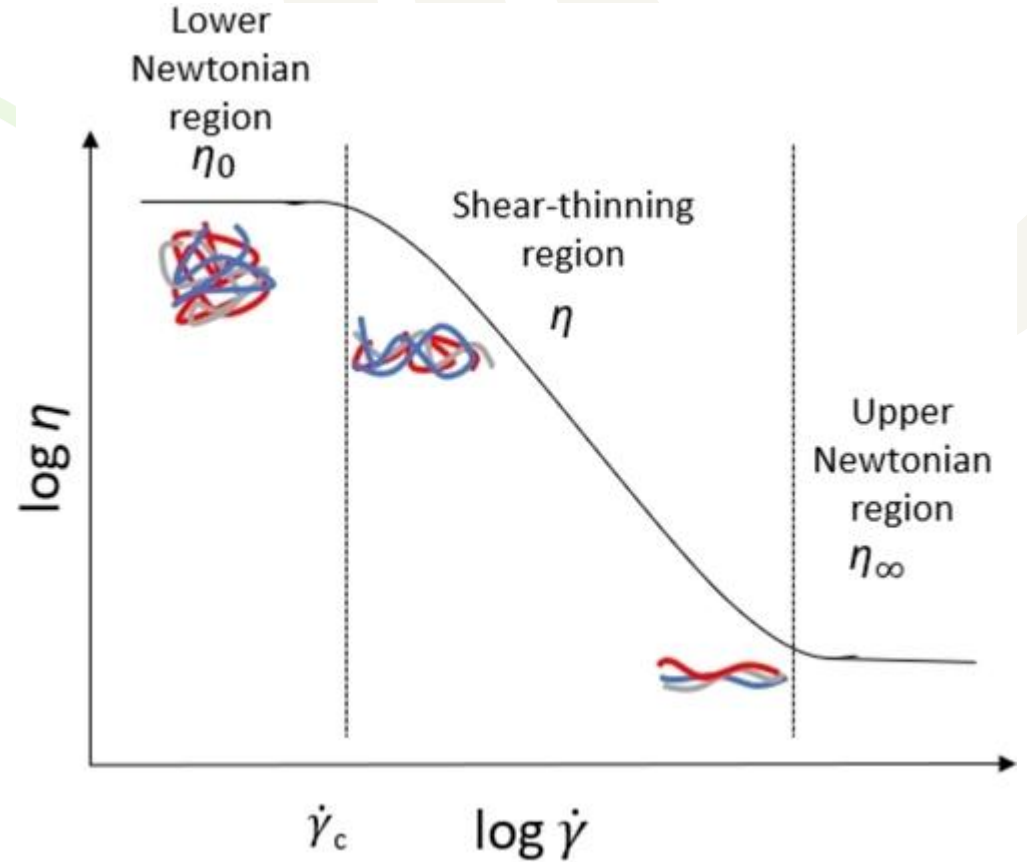 Lower
Newtonian
region
η₀
Shear-thinning
region
η
Upper
Newtonian
region
η∞
log η
γ̇c
log γ̇